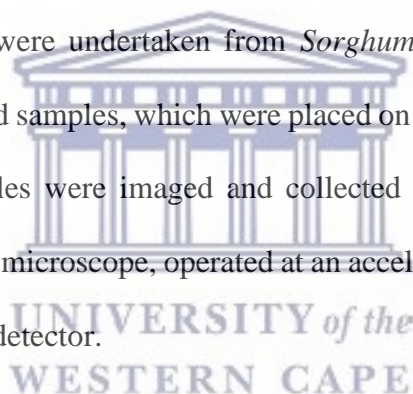 were undertaken from Sorghum
d samples, which were placed on
les were imaged and collected
microscope, operated at an accel
UNIVERSITY of the
detector.
WESTERN CAPE